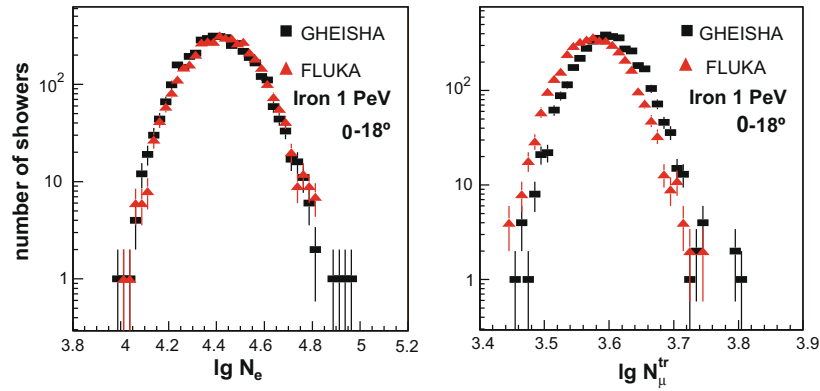 number of showers
10²
10
1
GHEISHA
FLUKA
Iron 1 PeV
0-18º
3.8 4 4.2 4.4 4.6 4.8 5 5.2
lg Nₑ
10²
10
1
GHEISHA
FLUKA
Iron 1 PeV
0-18º
3.4 3.5 3.6 3.7 3.8 3.9
lg N_μ^tr